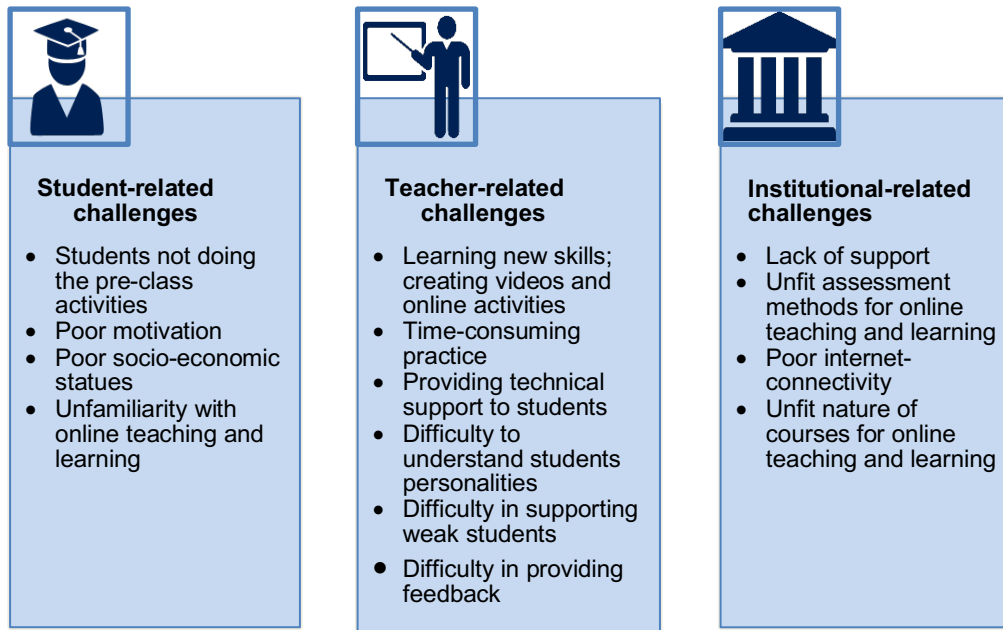 Student-related
challenges
• Students not doing
the pre-class
activities
• Poor motivation
• Poor socio-economic
statues
• Unfamiliarity with
online teaching and
learning
Teacher-related
challenges
• Learning new skills;
creating videos and
online activities
• Time-consuming
practice
• Providing technical
support to students
• Difficulty to
understand students
personalities
• Difficulty in supporting
weak students
• Difficulty in providing
feedback
Institutional-related
challenges
• Lack of support
• Unfit assessment
methods for online
teaching and learning
• Poor internet-
connectivity
• Unfit nature of
courses for online
teaching and learning